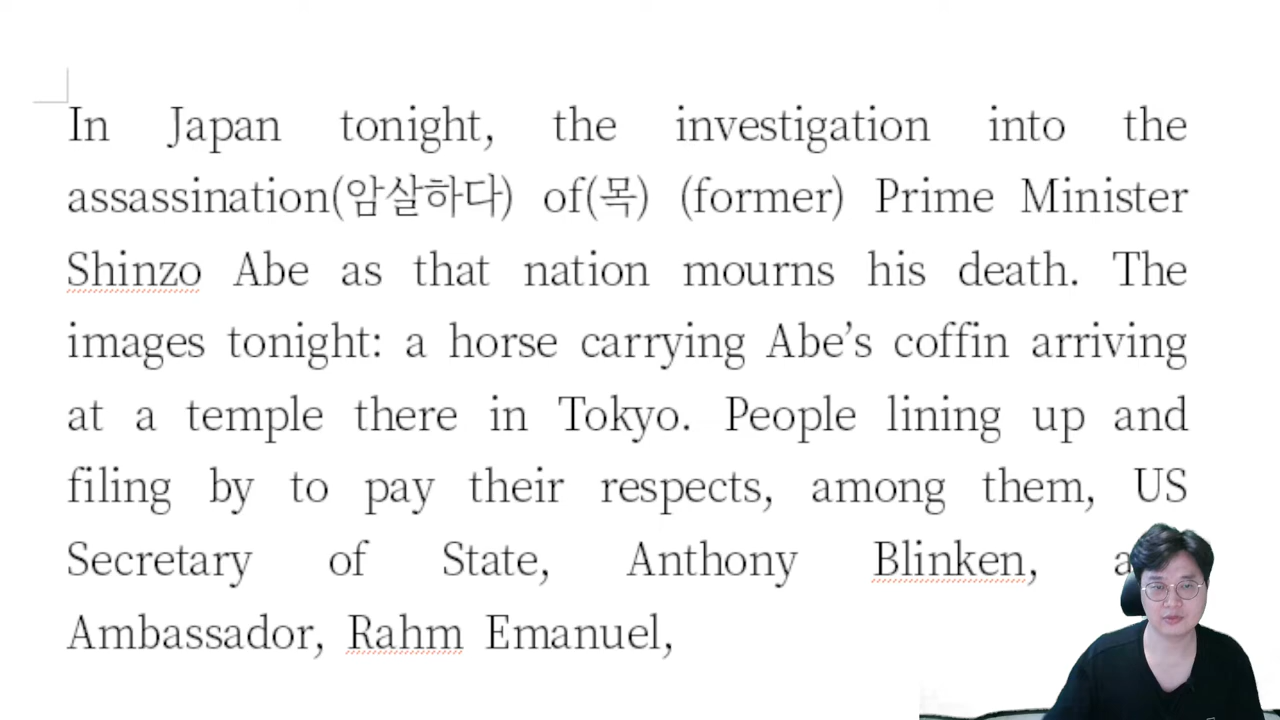 In Japan tonight, the investigation into the
assassination(암살하다) of(목) (former) Prime Minister
Shinzo Abe as that nation mourns his death. The
images tonight: a horse carrying Abe’s coffin arriving
at a temple there in Tokyo. People lining up and
filing by to pay their respects, among them, US
Secretary of State, Anthony Blinken,
Ambassador, Rahm Emanuel,